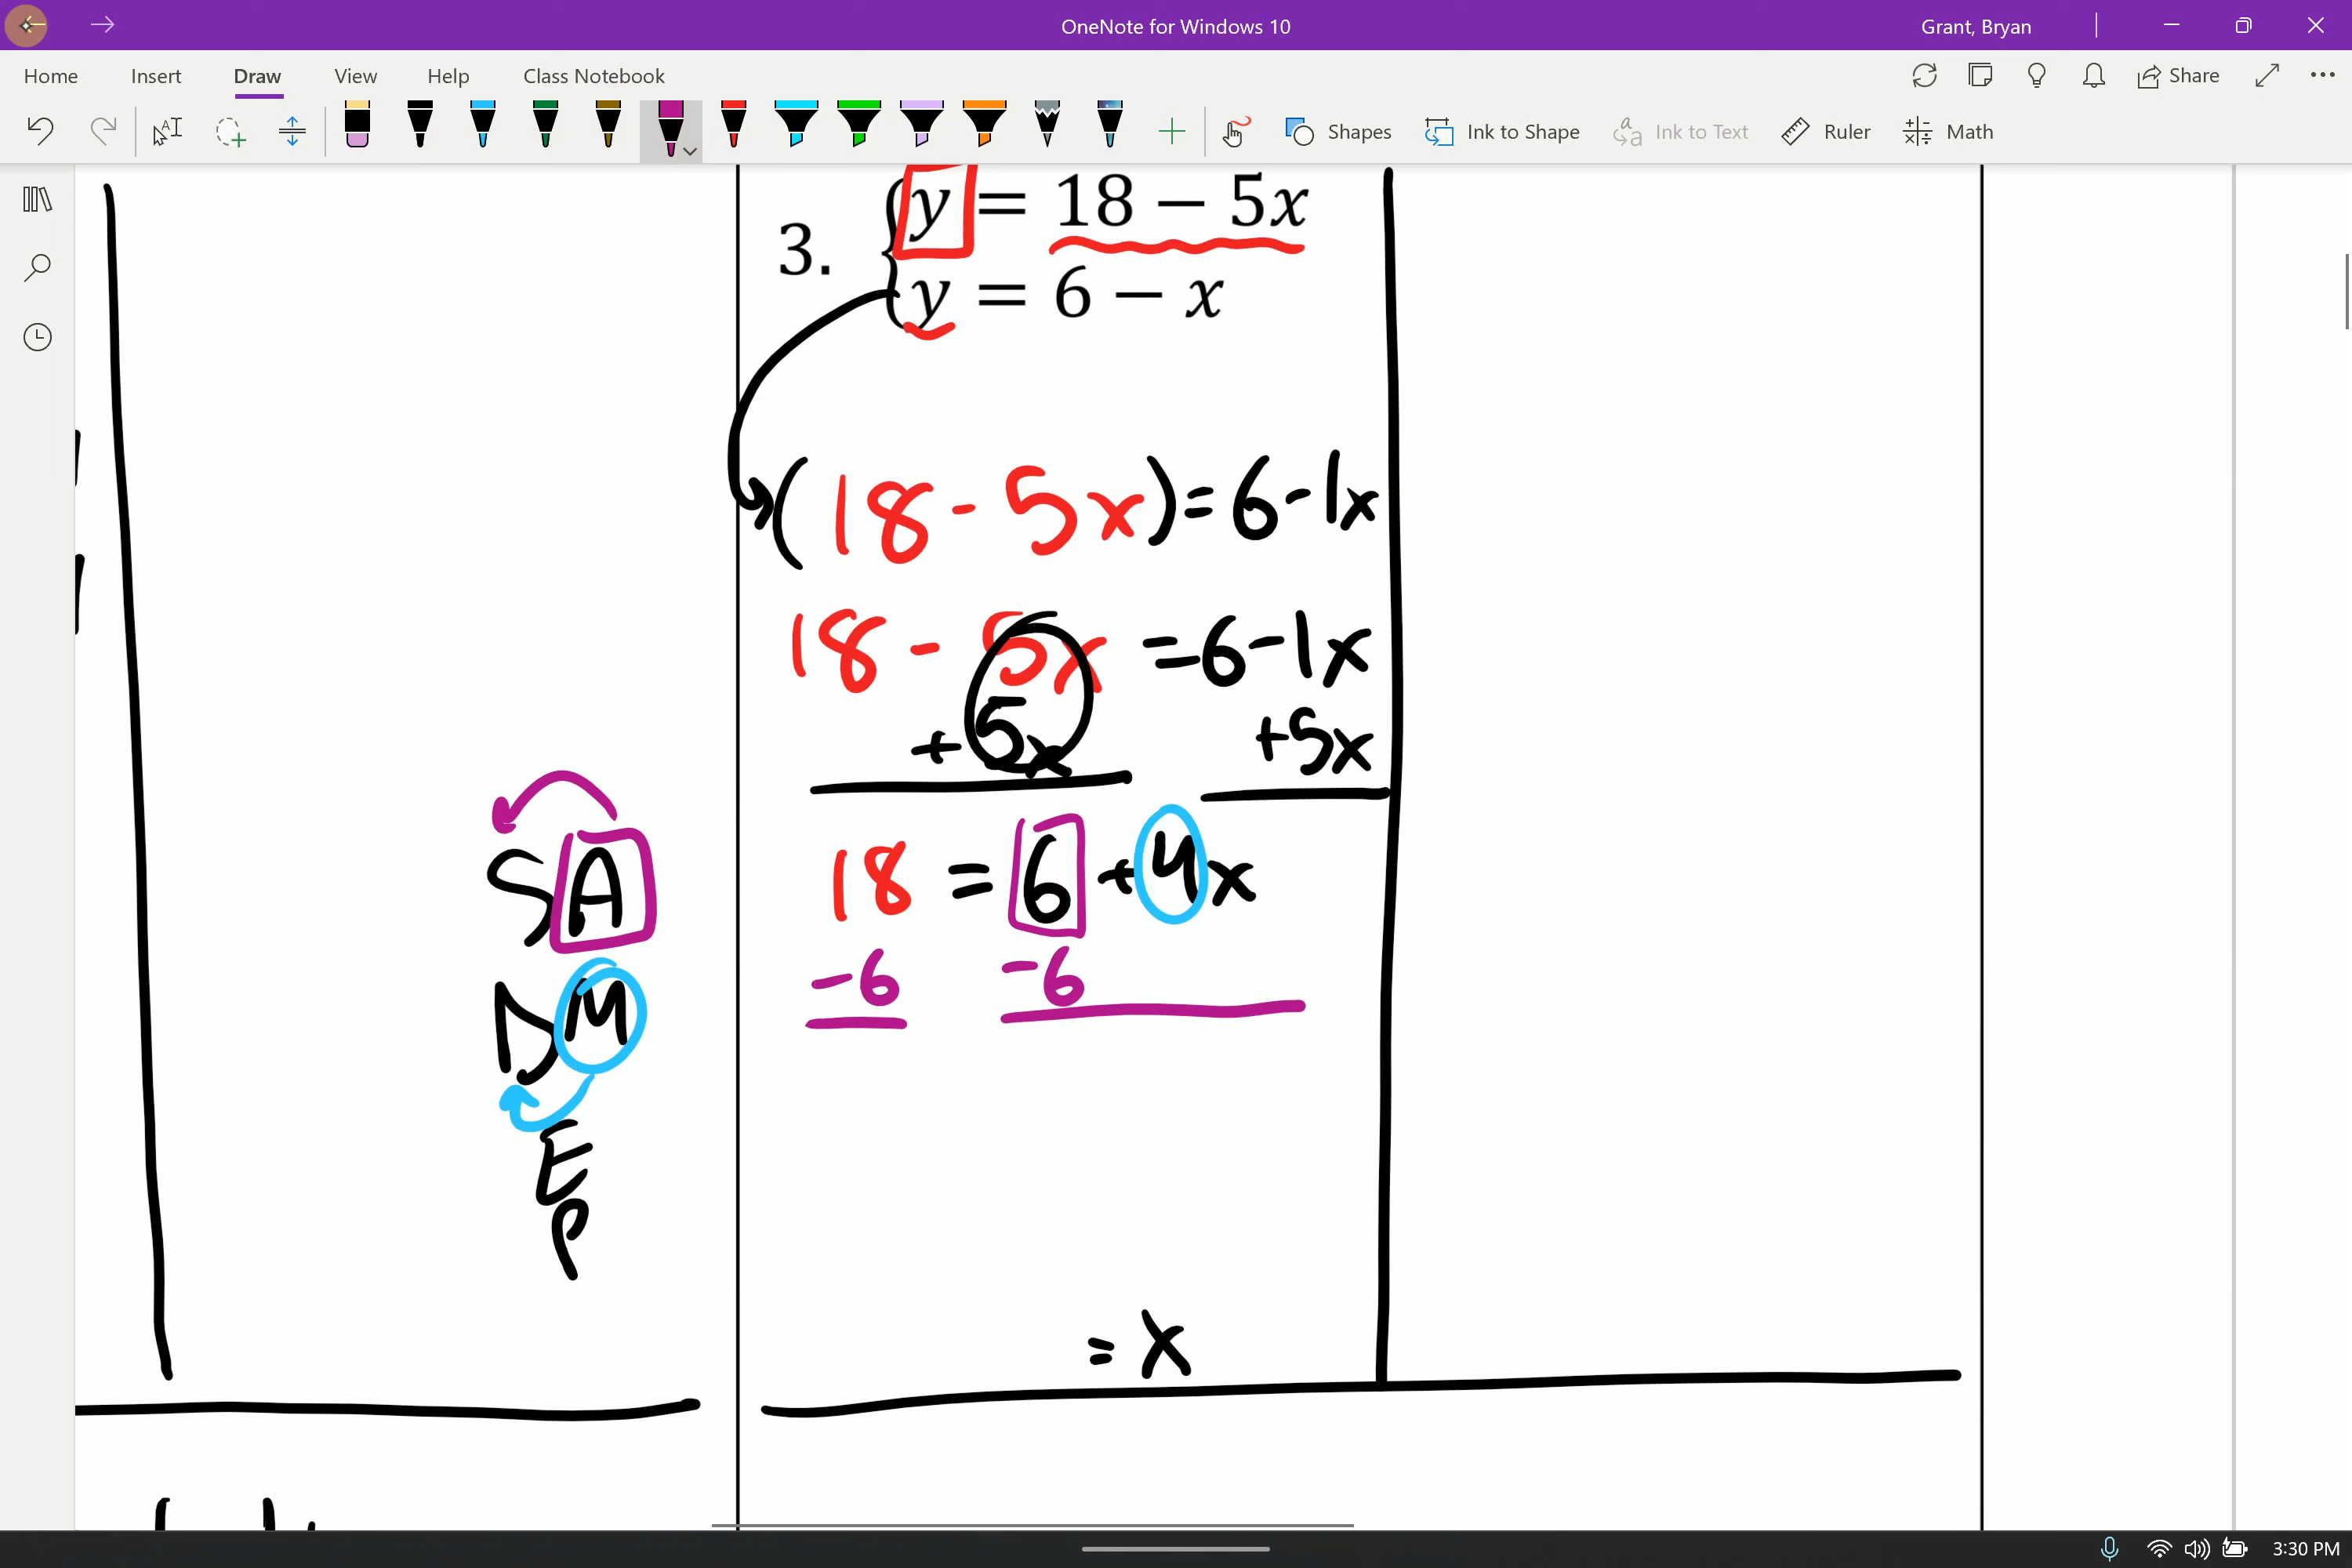 OneNote for Windows 10
Grant, Bryan
Home Insert Draw View Help Class Notebook
Share
Shapes Ink to Shape Ink to Text Ruler Math
3. y = 18 − 5x
y = 6 − x
(18 - 5x) = 6 - 1x
18 - 5x = 6 - 1x
+ 5x +5x
18 = 6 + 4x
-6 -6
SA
DM
E
P
= x
3:30 PM